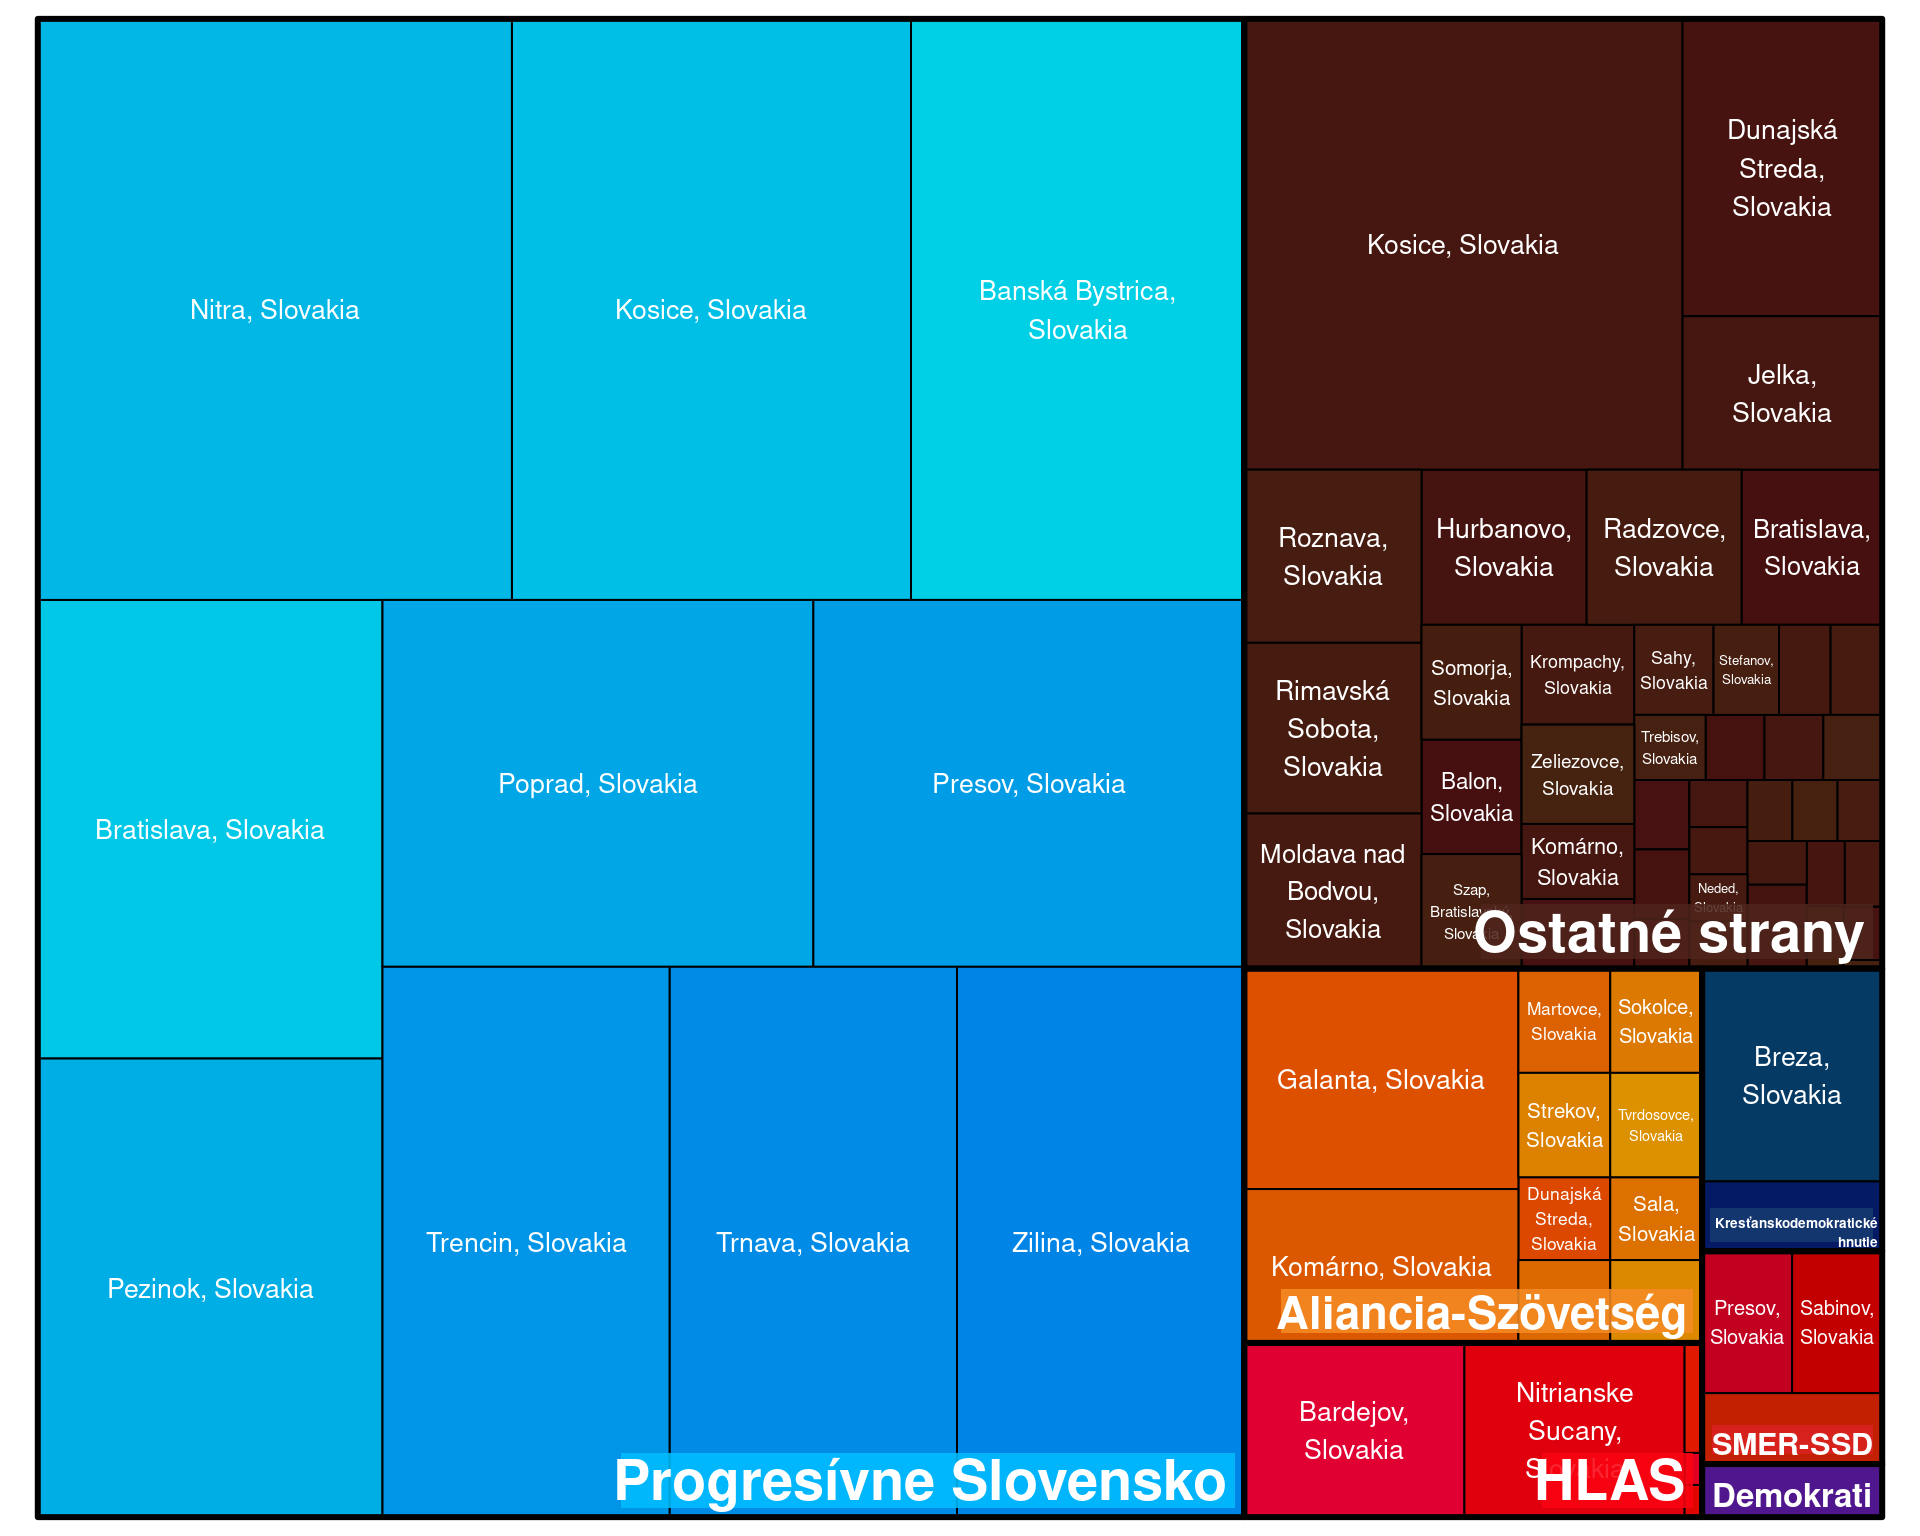 Nitra, Slovakia
Kosice, Slovakia
Banská Bystrica,
Slovakia
Bratislava, Slovakia
Poprad, Slovakia
Presov, Slovakia
Pezinok, Slovakia
Trencin, Slovakia
Trnava, Slovakia
Zilina, Slovakia
Progresívne Slovensko
Kosice, Slovakia
Dunajská
Streda,
Slovakia
Jelka,
Slovakia
Roznava,
Slovakia
Hurbanovo,
Slovakia
Radzovce,
Slovakia
Bratislava,
Slovakia
Rimavská
Sobota,
Slovakia
Moldava nad
Bodvou,
Slovakia
Somorja,
Slovakia
Balon,
Slovakia
Szap,
Krompachy,
Slovakia
Zeliezovce,
Slovakia
Komárno,
Slovakia
Sahy,
Slovakia
Stefanov,
Slovakia
Trebisov,
Slovakia
Neded,
Slovakia
Ostatné strany
Galanta, Slovakia
Komárno, Slovakia
Martovce,
Slovakia
Sokolce,
Slovakia
Strekov,
Slovakia
Tvrdosovce,
Slovakia
Dunajská
Streda,
Slovakia
Sala,
Slovakia
Aliancia-Szövetség
Breza,
Slovakia
Kresťanskodemokratické
hnutie
Presov,
Slovakia
Sabinov,
Slovakia
SMER-SSD
Bardejov,
Slovakia
Nitrianske
Sucany,
HLAS
Demokrati